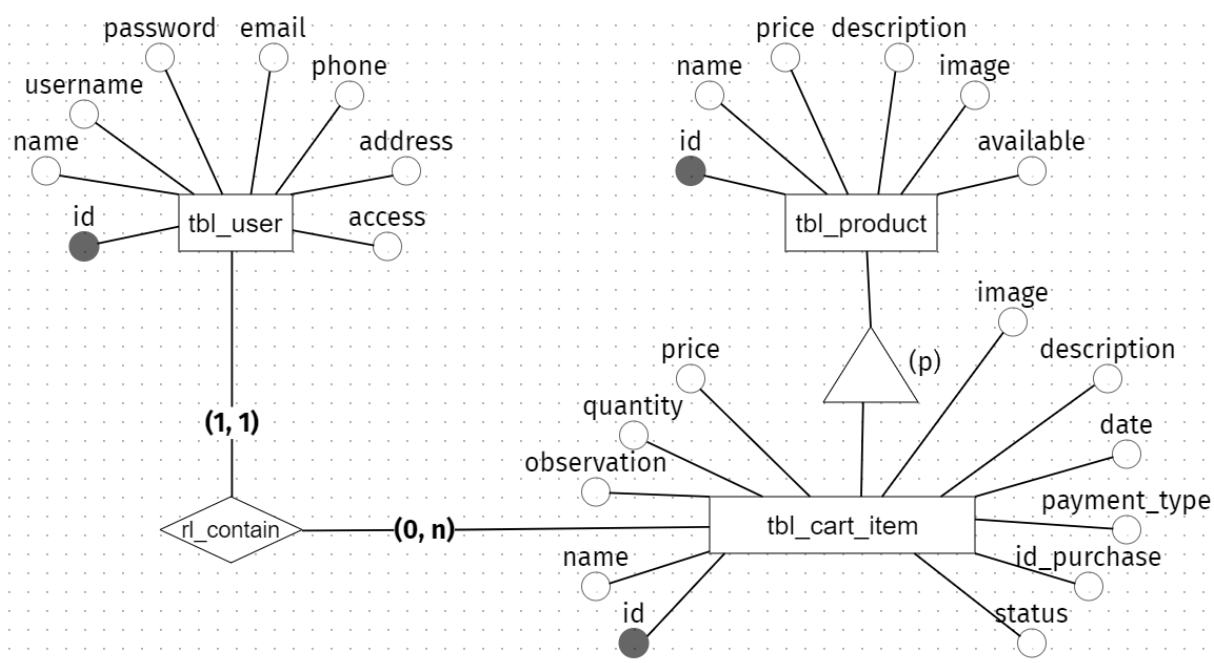 password
email
username
phone
name
address
id
access
tbl_user
price
description
name
image
id
available
tbl_product
(1, 1)
rl_contain
(0, n)
(p)
image
price
description
quantity
date
observation
payment_type
tbl_cart_item
name
id_purchase
id
status